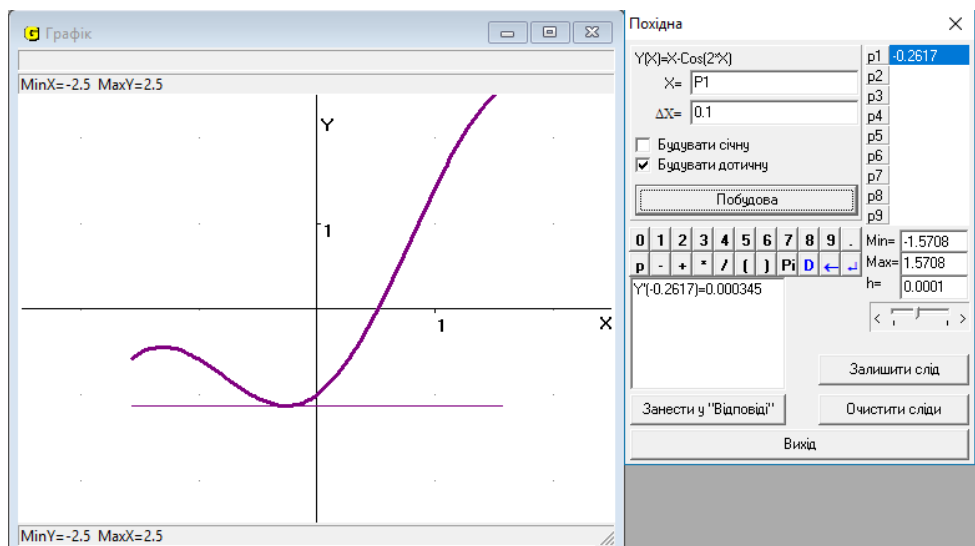 Графік
MinX=-2.5 MaxY=2.5
Y
1
1
X
MinY=-2.5 MaxX=2.5
Похідна
Y(X)=X-Cos(2*X)
X= P1
ΔX= 0.1
Будувати січну
Будувати дотичну
Побудова
p1 -0.2617
p2
p3
p4
p5
p6
p7
p8
p9
0 1 2 3 4 5 6 7 8 9 .
p - + * / ( ) Pi D ← ↵
Min= -1.5708
Max= 1.5708
h= 0.0001
Y'(-0.2617)=0.000345
< >
Залишити слід
Занести у "Відповіді"
Очистити сліди
Вихід